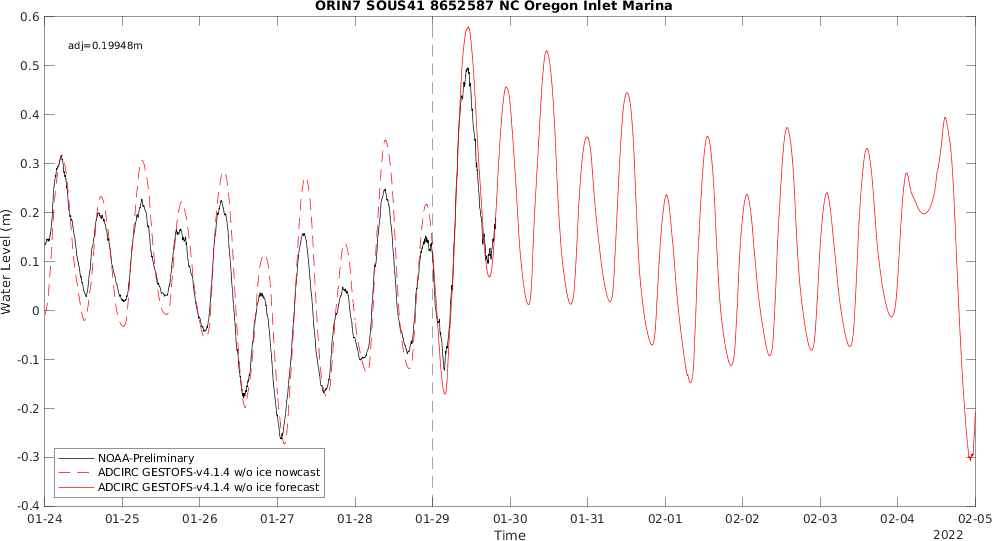 ORIN7 SOUS41 8652587 NC Oregon Inlet Marina
adj=0.19948m
Water Level (m)
0.6
0.5
0.4
0.3
0.2
0.1
0
-0.1
-0.2
-0.3
-0.4
NOAA-Preliminary
ADCIRC GESTOFS-v4.1.4 w/o ice nowcast
ADCIRC GESTOFS-v4.1.4 w/o ice forecast
01-24 01-25 01-26 01-27 01-28 01-29 01-30 01-31 02-01 02-02 02-03 02-04 02-05
Time
2022